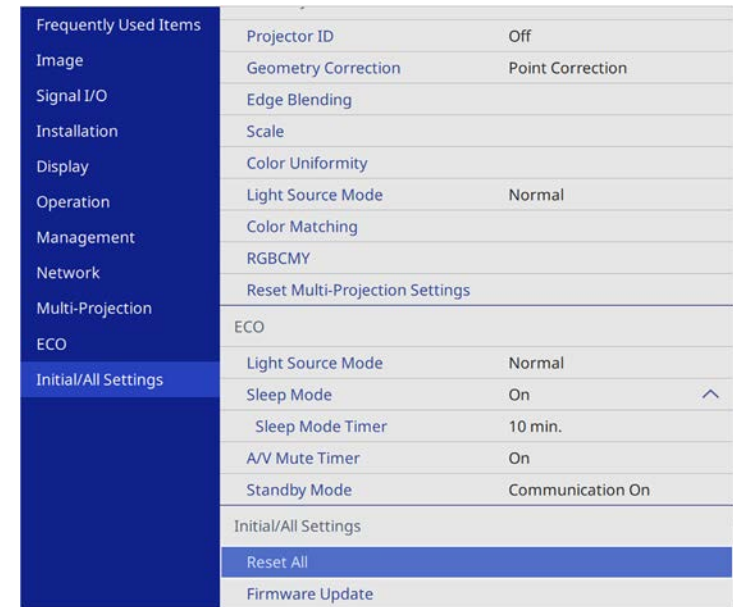 Frequently Used Items
Image
Signal I/O
Installation
Display
Operation
Management
Network
Multi-Projection
ECO
Initial/All Settings
Projector ID Off
Geometry Correction Point Correction
Edge Blending
Scale
Color Uniformity
Light Source Mode Normal
Color Matching
RGBCMY
Reset Multi-Projection Settings
ECO
Light Source Mode Normal
Sleep Mode On
Sleep Mode Timer 10 min.
A/V Mute Timer On
Standby Mode Communication On
Initial/All Settings
Reset All
Firmware Update